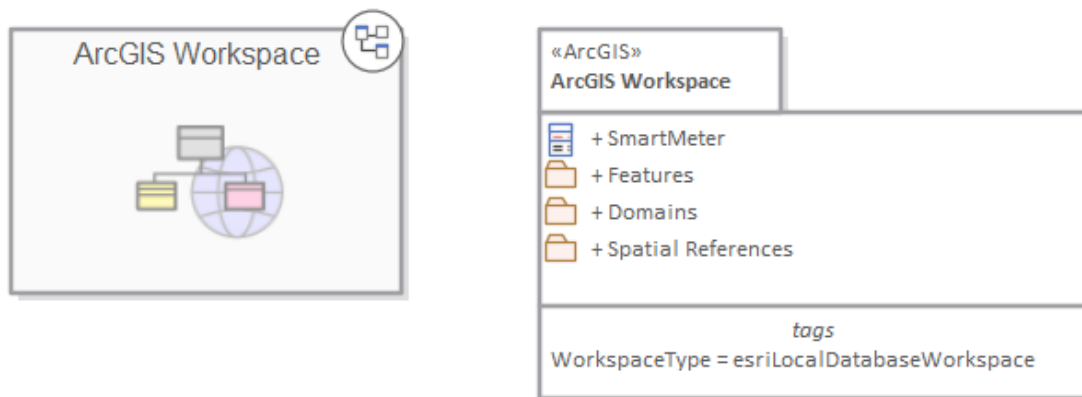 ArcGIS Workspace
«ArcGIS»
ArcGIS Workspace
+ SmartMeter
+ Features
+ Domains
+ Spatial References
tags
WorkspaceType = esriLocalDatabaseWorkspace